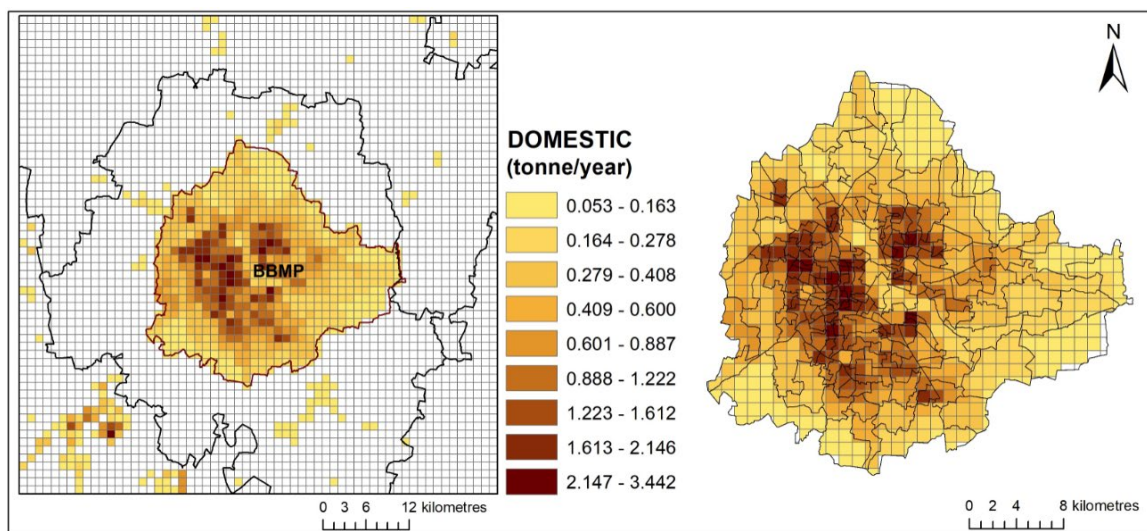 N
DOMESTIC
(tonne/year)
0.053 - 0.163
0.164 - 0.278
0.279 - 0.408
0.409 - 0.600
0.601 - 0.887
0.888 - 1.222
1.223 - 1.612
1.613 - 2.146
2.147 - 3.442
BBMP
0 3 6 12 kilometres
0 2 4 8 kilometres